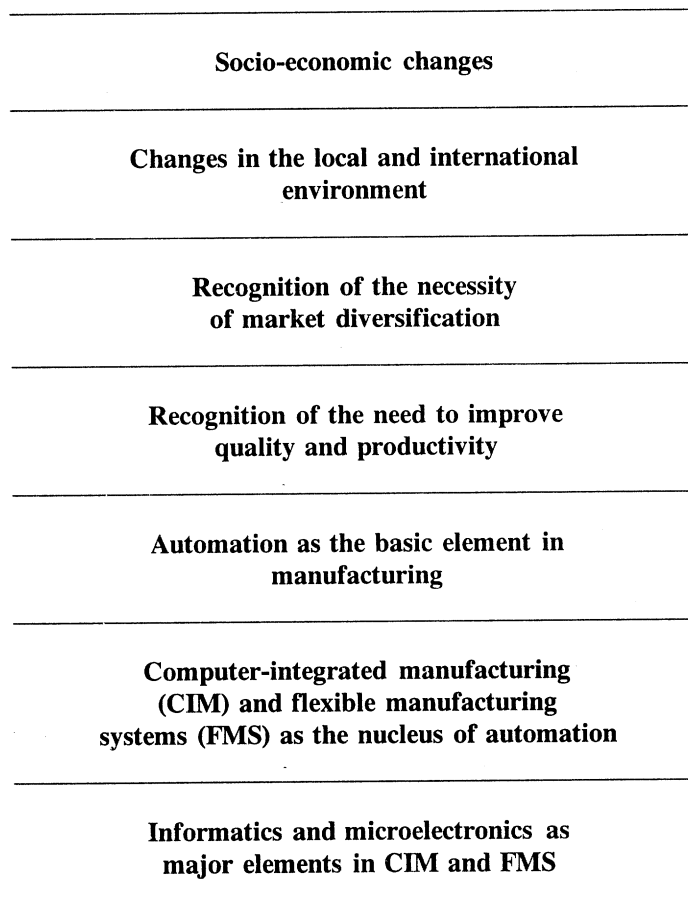 Socio-economic changes
Changes in the local and international
environment
Recognition of the necessity
of market diversification
Recognition of the need to improve
quality and productivity
Automation as the basic element in
manufacturing
Computer-integrated manufacturing
(CIM) and flexible manufacturing
systems (FMS) as the nucleus of automation
Informatics and microelectronics as
major elements in CIM and FMS